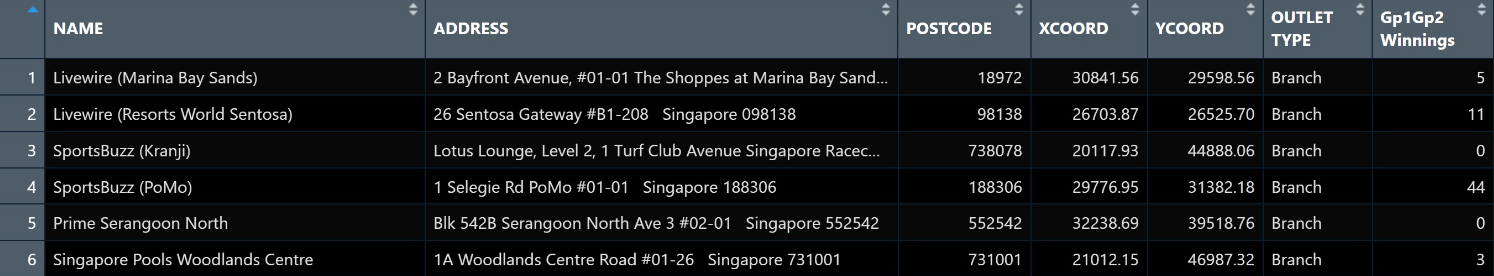 NAME ADDRESS POSTCODE XCOORD YCOORD OUTLET TYPE Gp1Gp2 Winnings
1 Livewire (Marina Bay Sands) 2 Bayfront Avenue, #01-01 The Shoppes at Marina Bay Sand... 18972 30841.56 29598.56 Branch 5
2 Livewire (Resorts World Sentosa) 26 Sentosa Gateway #B1-208 Singapore 098138 98138 26703.87 26525.70 Branch 11
3 SportsBuzz (Kranji) Lotus Lounge, Level 2, 1 Turf Club Avenue Singapore Racec... 738078 20117.93 44888.06 Branch 0
4 SportsBuzz (PoMo) 1 Selegie Rd PoMo #01-01 Singapore 188306 188306 29776.95 31382.18 Branch 44
5 Prime Serangoon North Blk 542B Serangoon North Ave 3 #02-01 Singapore 552542 552542 32238.69 39518.76 Branch 0
6 Singapore Pools Woodlands Centre 1A Woodlands Centre Road #01-26 Singapore 731001 731001 21012.15 46987.32 Branch 3